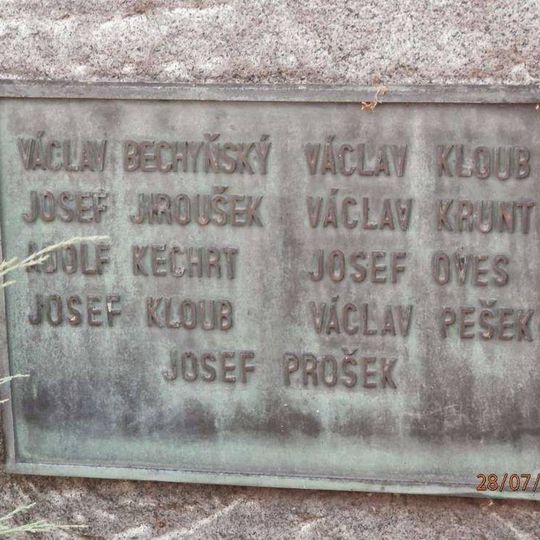 VÁCLAV BECHYŇSKÝ VÁCLAV KLOUB
JOSEF JIROUŠEK VÁCLAV KRUNT
ADOLF KECHRT JOSEF OVES
JOSEF KLOUB VÁCLAV PEŠEK
JOSEF PROŠEK
28/07/